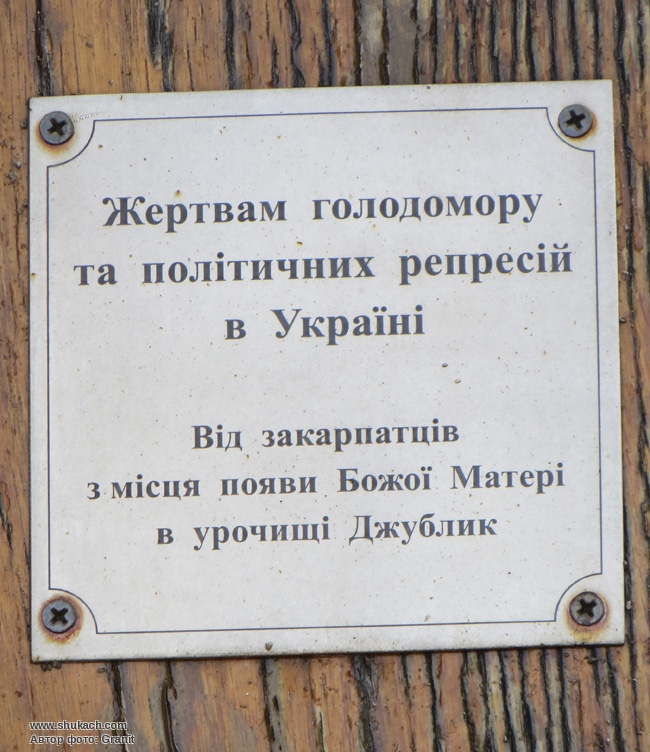 Жертвам голодомору
та політичних репресій
в Україні
Від закарпатців
з місця появи Божої Матері
в урочищі Джублик
www.shukach.com
Автор фото: Granit